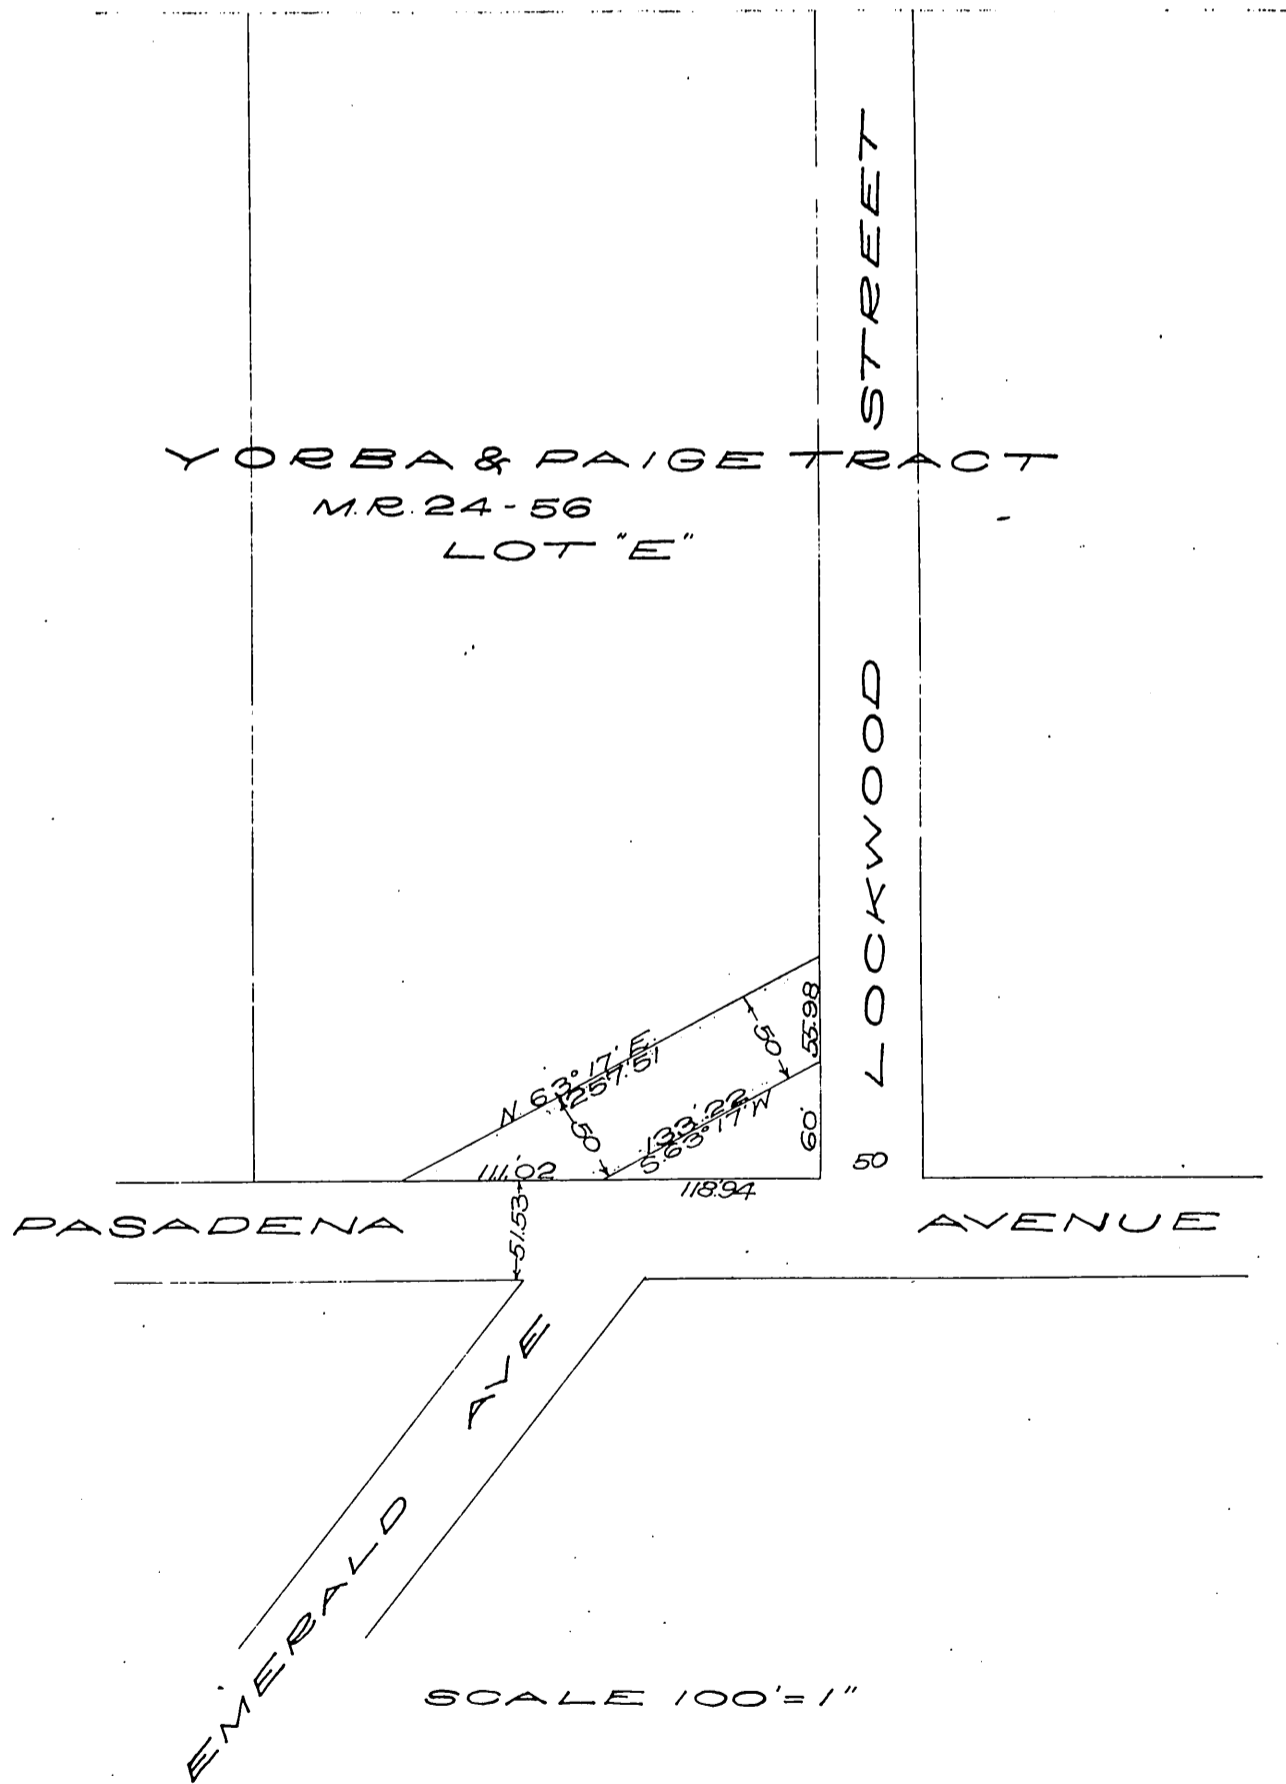 YORBA & PAIGE TRACT
M.R. 24-56
LOT "E"
LOCKWOOD STREET
N 63° 17' E.
257.51
50
55.98
133.22
S.63° 17' W
50
60'
50
111.02
118.94
51.53
PASADENA AVENUE
EMERALD AVE
SCALE 100'=1"